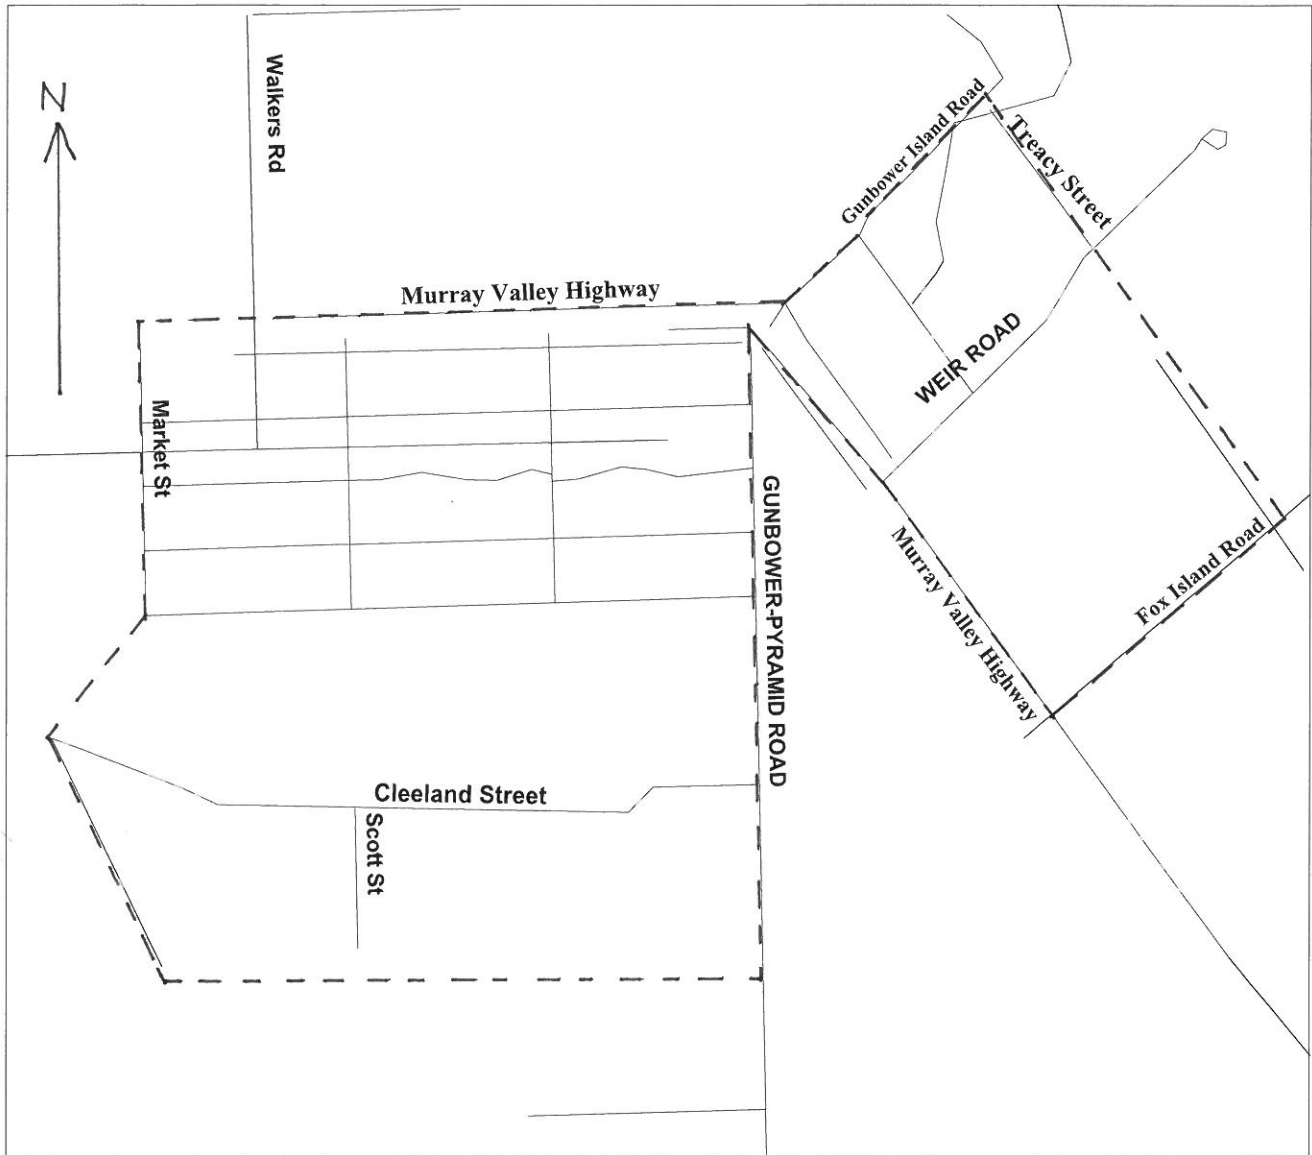 N
Walkers Rd
Gunbower Island Road
Treacy Street
Murray Valley Highway
WEIR ROAD
Market St
GUNBOWER-PYRAMID ROAD
Murray Valley Highway
Fox Island Road
Cleeland Street
Scott St